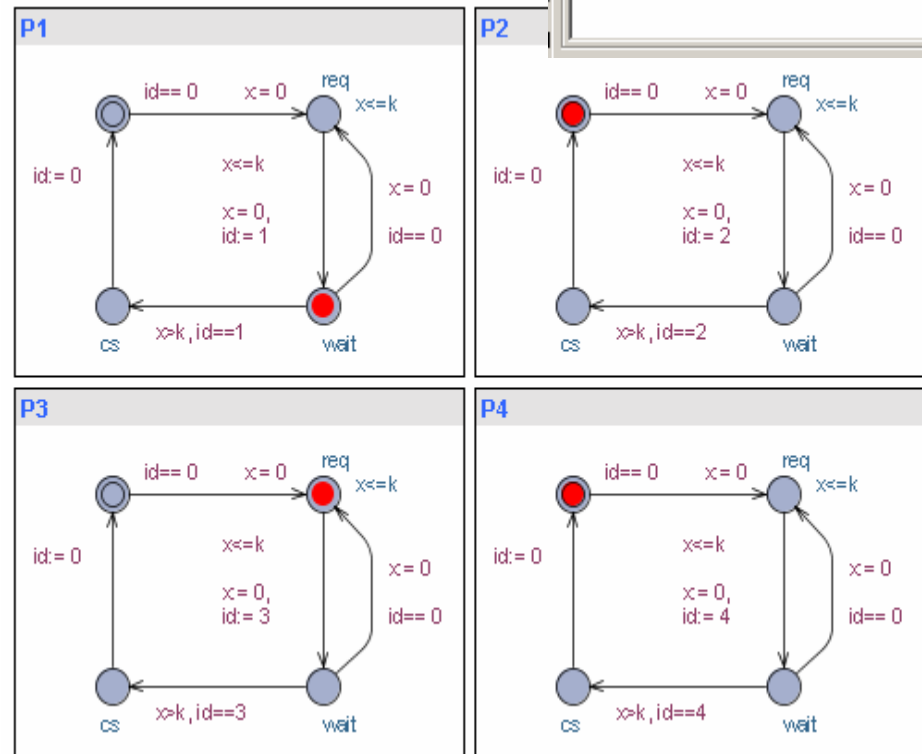 P1
id== 0 x:= 0 req
x<=k
id:= 0
x<=k
x:= 0,
id:= 1
x:= 0
id== 0
x>k,id==1
cs
wait
P2
id== 0 x:= 0 req
x<=k
id:= 0
x<=k
x:= 0,
id:= 2
x:= 0
id== 0
x>k,id==2
cs
wait
P3
id== 0 x:= 0 req
x<=k
id:= 0
x<=k
x:= 0,
id:= 3
x:= 0
id== 0
x>k,id==3
cs
wait
P4
id== 0 x:= 0 req
x<=k
id:= 0
x<=k
x:= 0,
id:= 4
x:= 0
id== 0
x>k,id==4
cs
wait